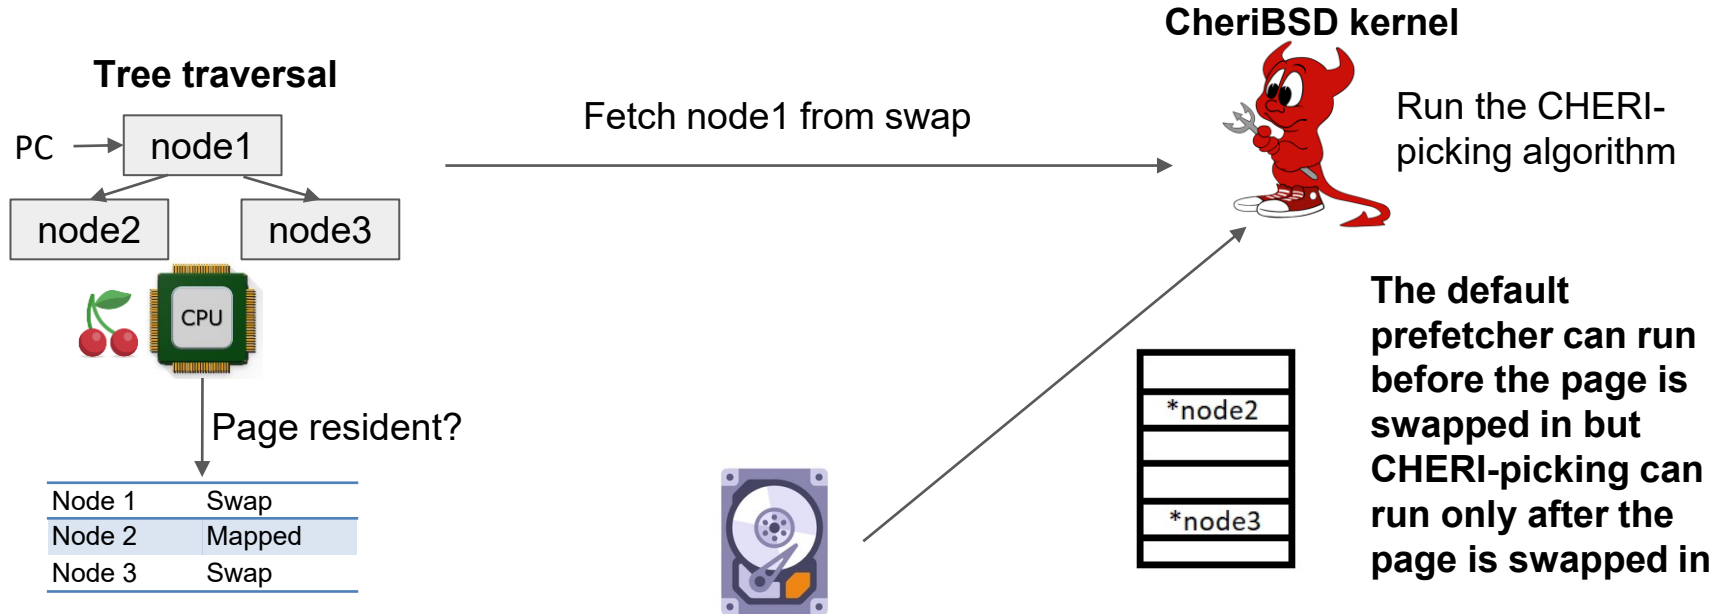 CheriBSD kernel
Tree traversal
Fetch node1 from swap
Run the CHERI-
picking algorithm
PC
node1
node2
node3
CPU
Page resident?
Node 1 Swap
Node 2 Mapped
Node 3 Swap
*node2
*node3
The default
prefetcher can run
before the page is
swapped in but
CHERI-picking can
run only after the
page is swapped in